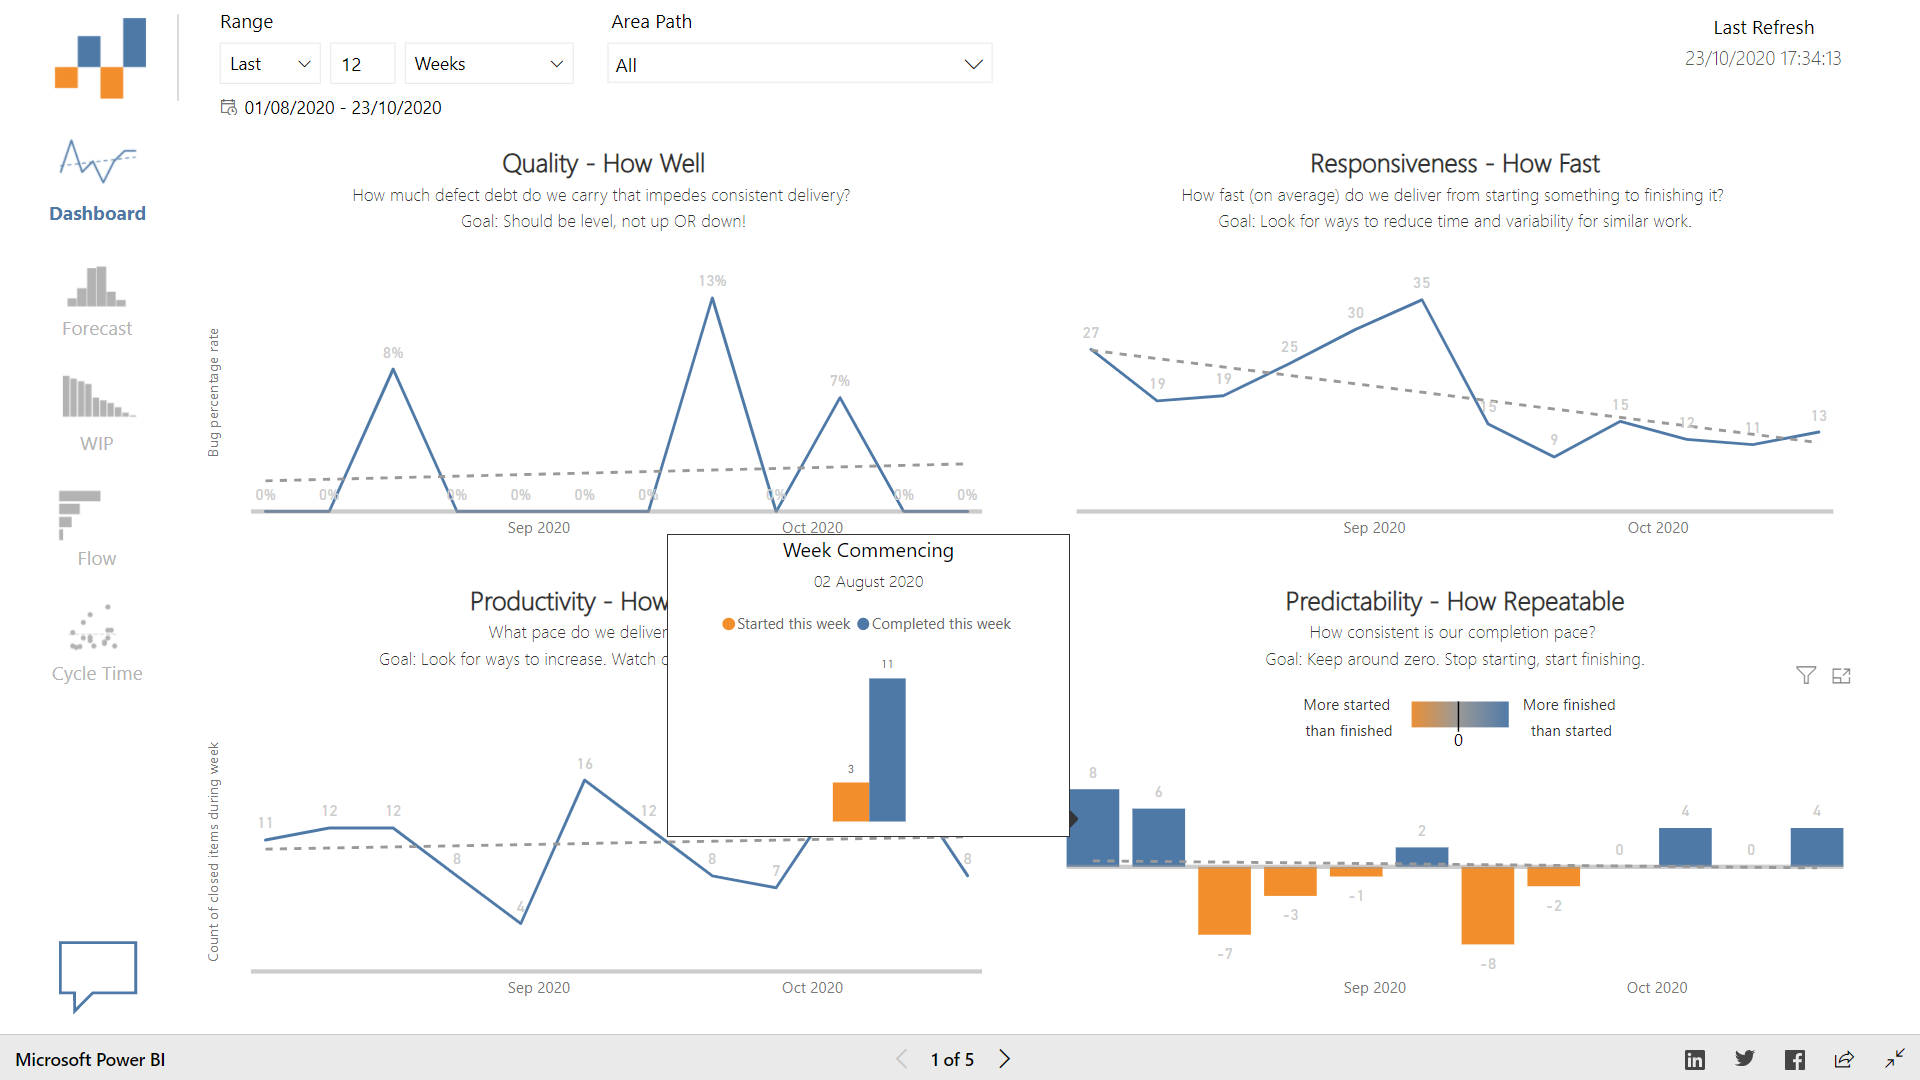 Range
Area Path
Last Refresh
Last
12
Weeks
All
23/10/2020 17:34:13
01/08/2020 - 23/10/2020
Dashboard
Forecast
WIP
Flow
Cycle Time
Quality - How Well
How much defect debt do we carry that impedes consistent delivery?
Goal: Should be level, not up OR down!
Bug percentage rate
0%
0%
8%
0%
0%
0%
0%
13%
0%
7%
0%
0%
Sep 2020
Oct 2020
Responsiveness - How Fast
How fast (on average) do we deliver from starting something to finishing it?
Goal: Look for ways to reduce time and variability for similar work.
27
19
19
25
30
35
15
9
15
12
11
13
Sep 2020
Oct 2020
Productivity - How
What pace do we deliver
Goal: Look for ways to increase. Watch
Count of closed items during week
11
12
12
8
4
16
12
8
7
8
Sep 2020
Oct 2020
Week Commencing
02 August 2020
Started this week
Completed this week
3
11
Predictability - How Repeatable
How consistent is our completion pace?
Goal: Keep around zero. Stop starting, start finishing.
More started
than finished
0
More finished
than started
8
6
-7
-3
-1
2
-8
-2
0
4
0
4
Sep 2020
Oct 2020
Microsoft Power BI
1 of 5